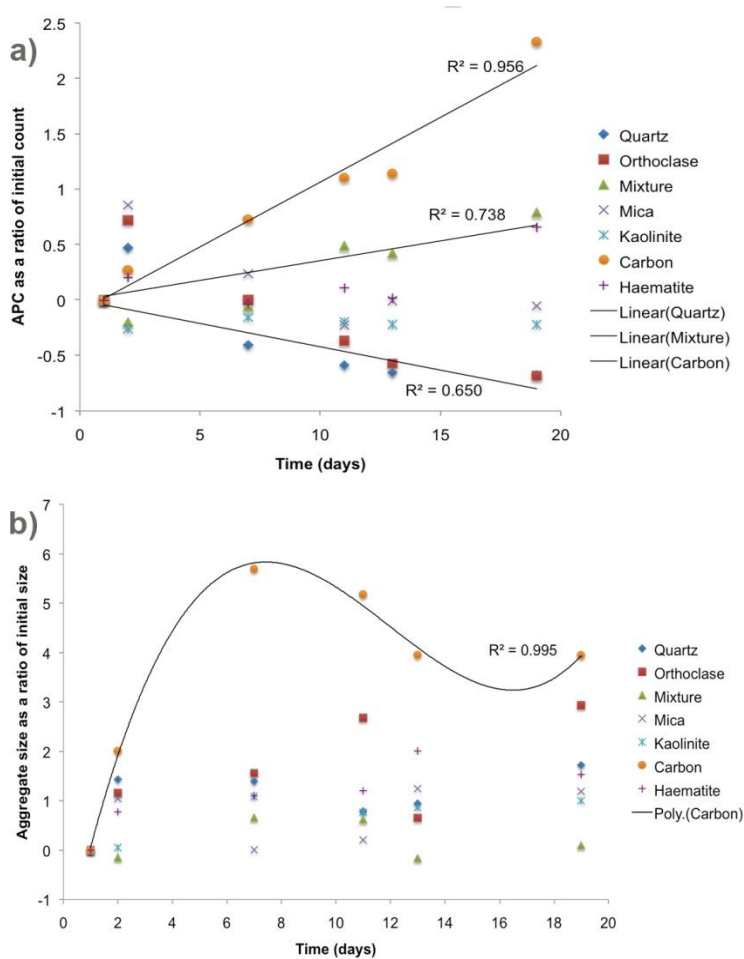 a)
APC as a ratio of initial count
2.5
2
1.5
1
0.5
0
-0.5
-1
0
5
10
15
20
Time (days)
R² = 0.956
R² = 0.738
R² = 0.650
Quartz
Orthoclase
Mixture
Mica
Kaolinite
Carbon
Haematite
Linear(Quartz)
Linear(Mixture)
Linear(Carbon)
b)
Aggregate size as a ratio of initial size
7
6
5
4
3
2
1
0
-1
0
2
4
6
8
10
12
14
16
18
20
Time (days)
R² = 0.995
Quartz
Orthoclase
Mixture
Mica
Kaolinite
Carbon
Haematite
Poly.(Carbon)